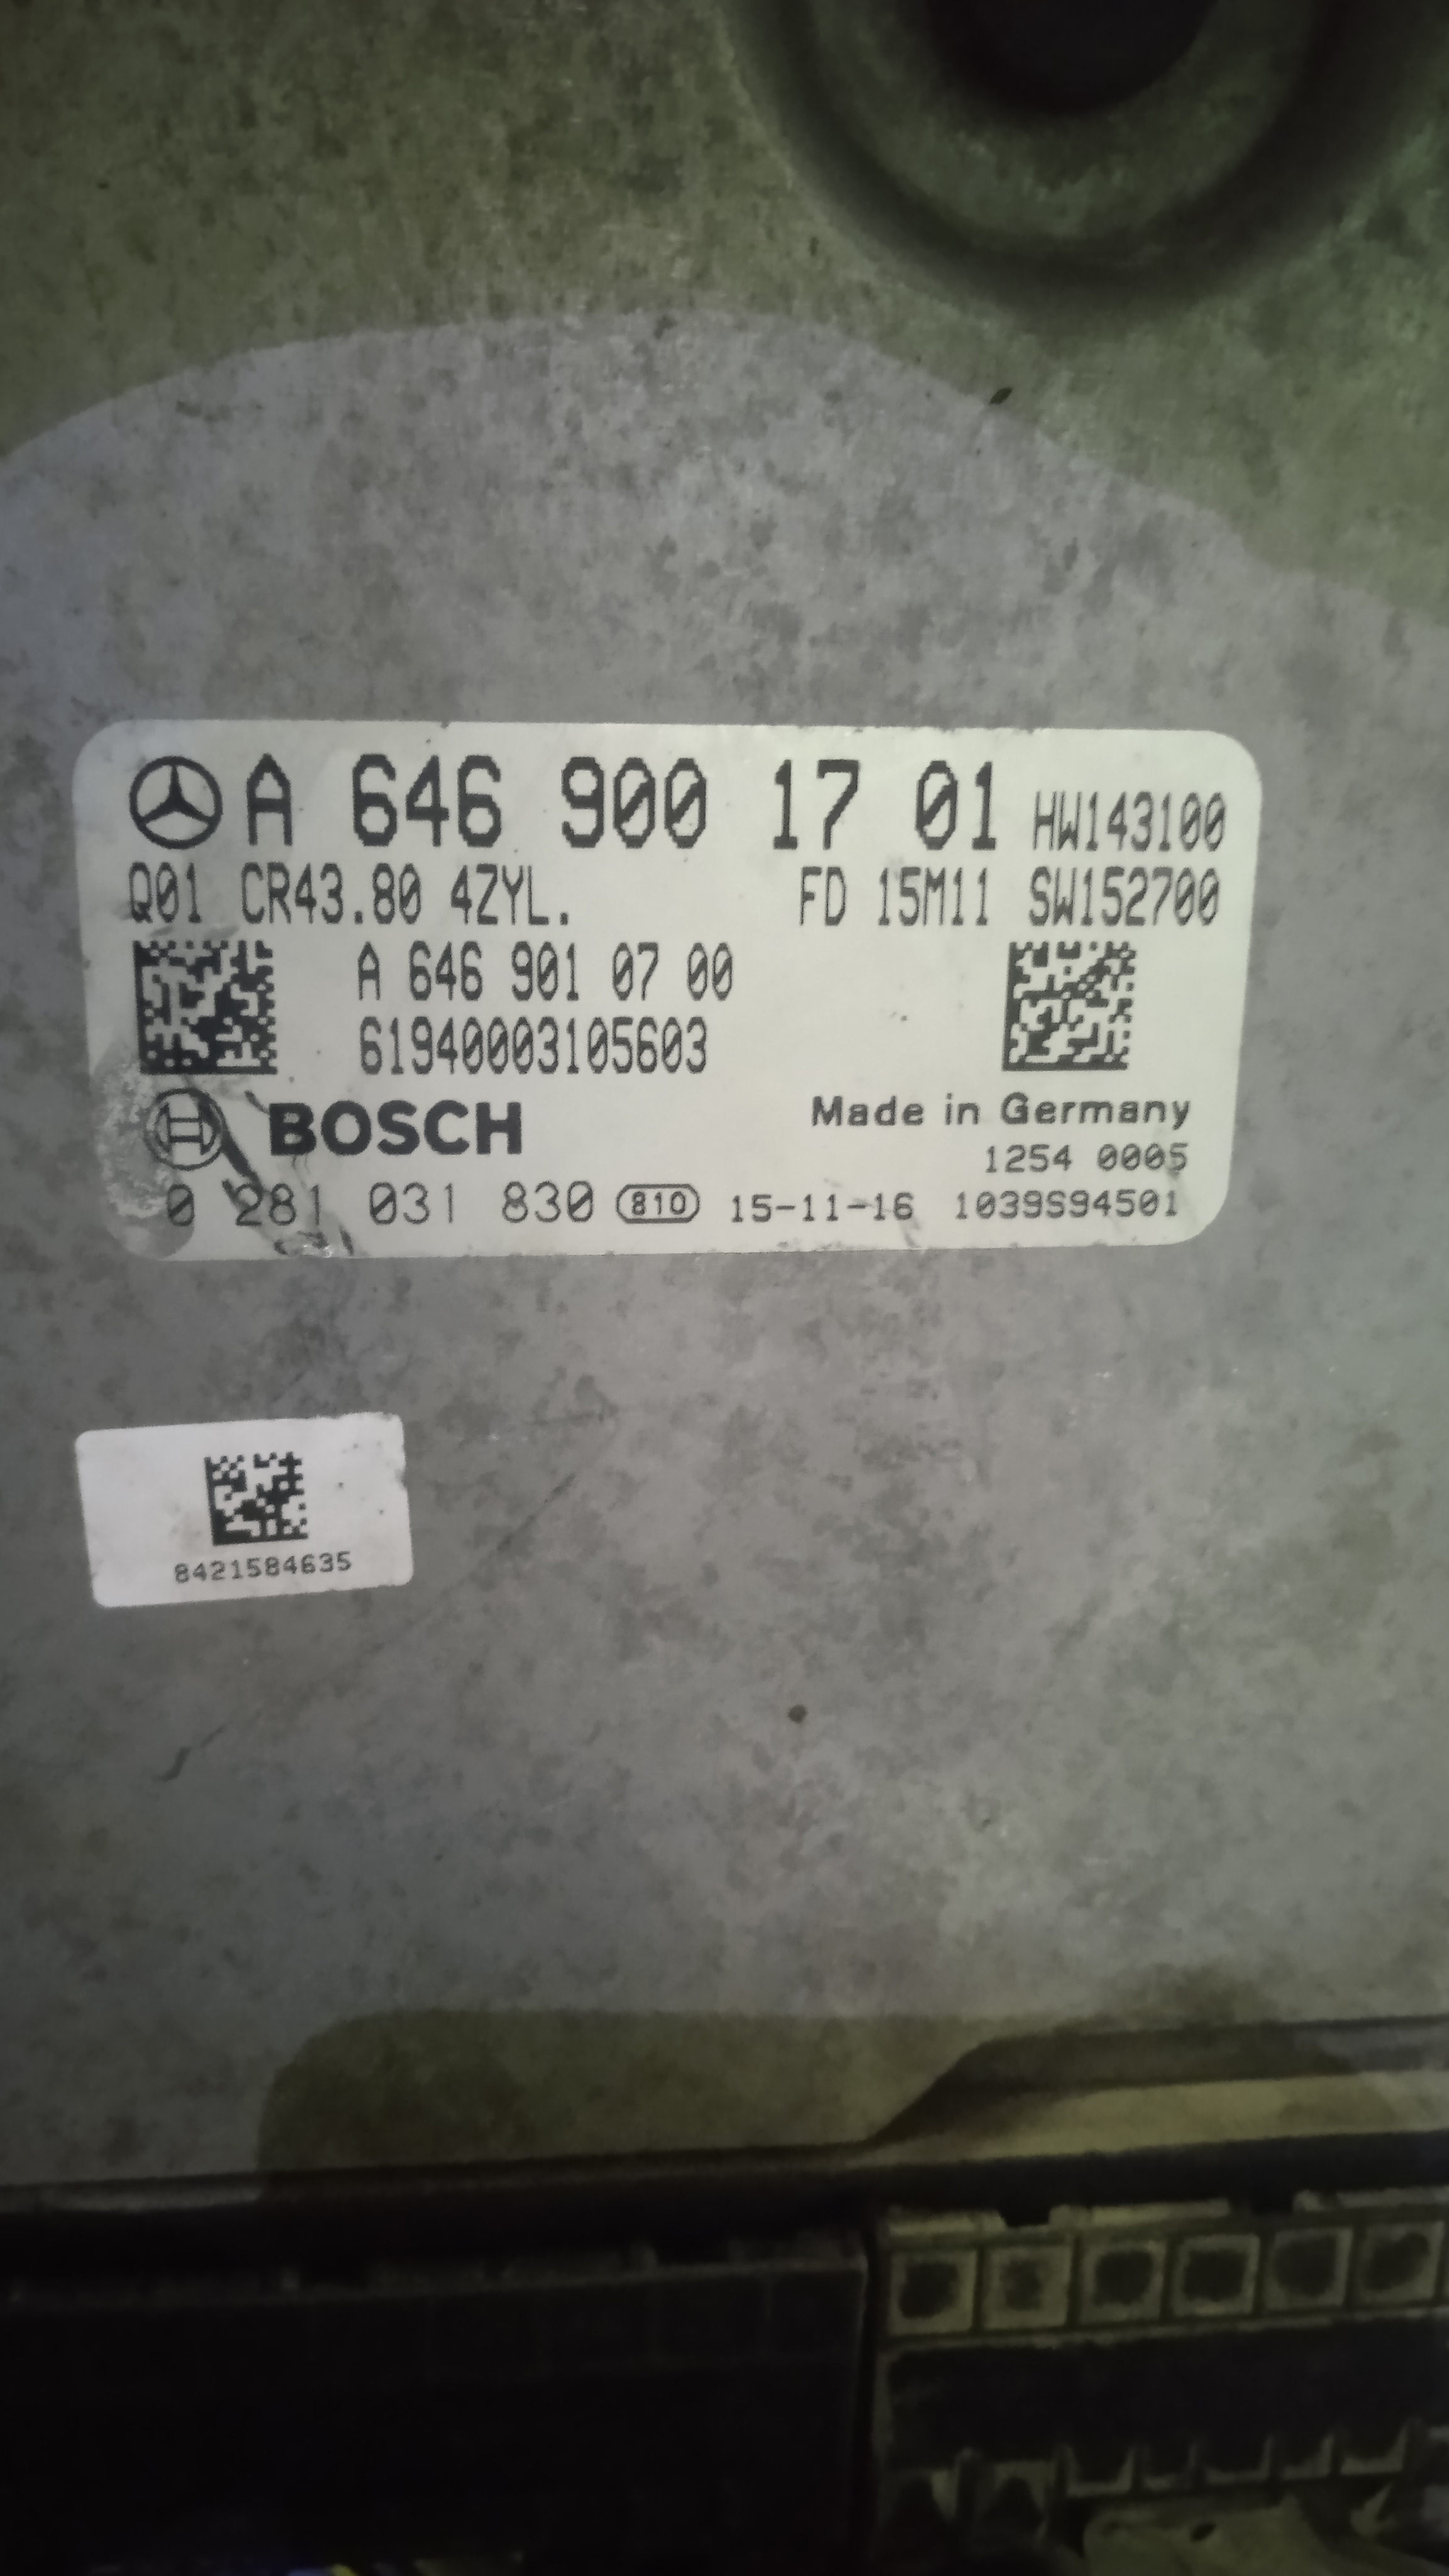 A 646 900 17 01 HW143100
Q01 CR43.80 4ZYL. FD 15M11 SW152700
A 646 901 07 00
61940003105603
BOSCH Made in Germany
1254 0005
0 281 031 830 810 15-11-16 1039S94501
8421584635